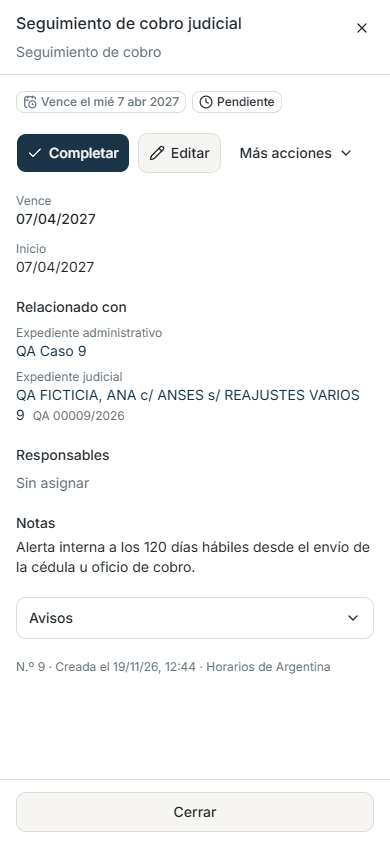 Seguimiento de cobro judicial
Seguimiento de cobro
Vence el mié 7 abr 2027
Pendiente
Completar
Editar
Más acciones
Vence
07/04/2027
Inicio
07/04/2027
Relacionado con
Expediente administrativo
QA Caso 9
Expediente judicial
QA FICTICIA, ANA c/ ANSES s/ REAJUSTES VARIOS
9 QA 00009/2026
Responsables
Sin asignar
Notas
Alerta interna a los 120 días hábiles desde el envío de
la cédula u oficio de cobro.
Avisos
N.º 9 · Creada el 19/11/26, 12:44 · Horarios de Argentina
Cerrar